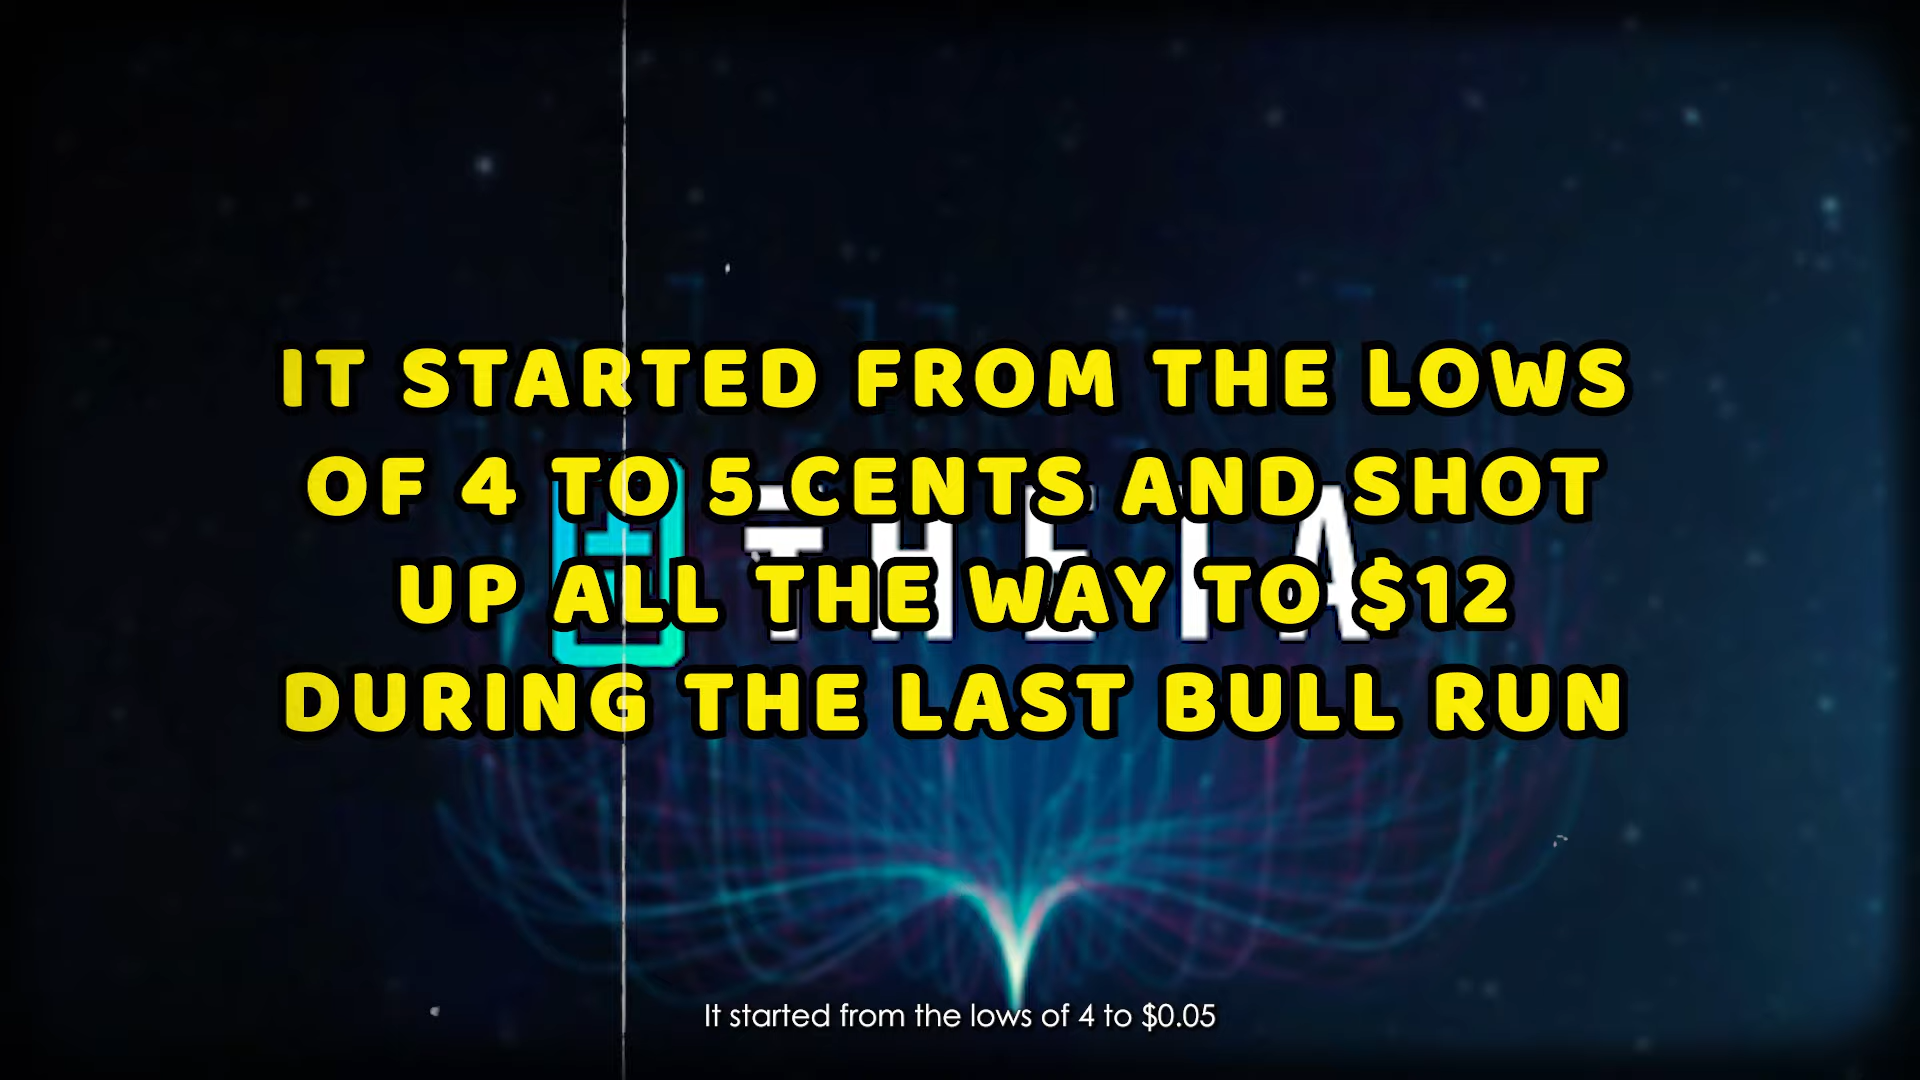 IT STARTED FROM THE LOWS
OF 4 TO 5 CENTS AND SHOT
THETA
UP ALL THE WAY TO $12
DURING THE LAST BULL RUN
It started from the lows of 4 to $0.05